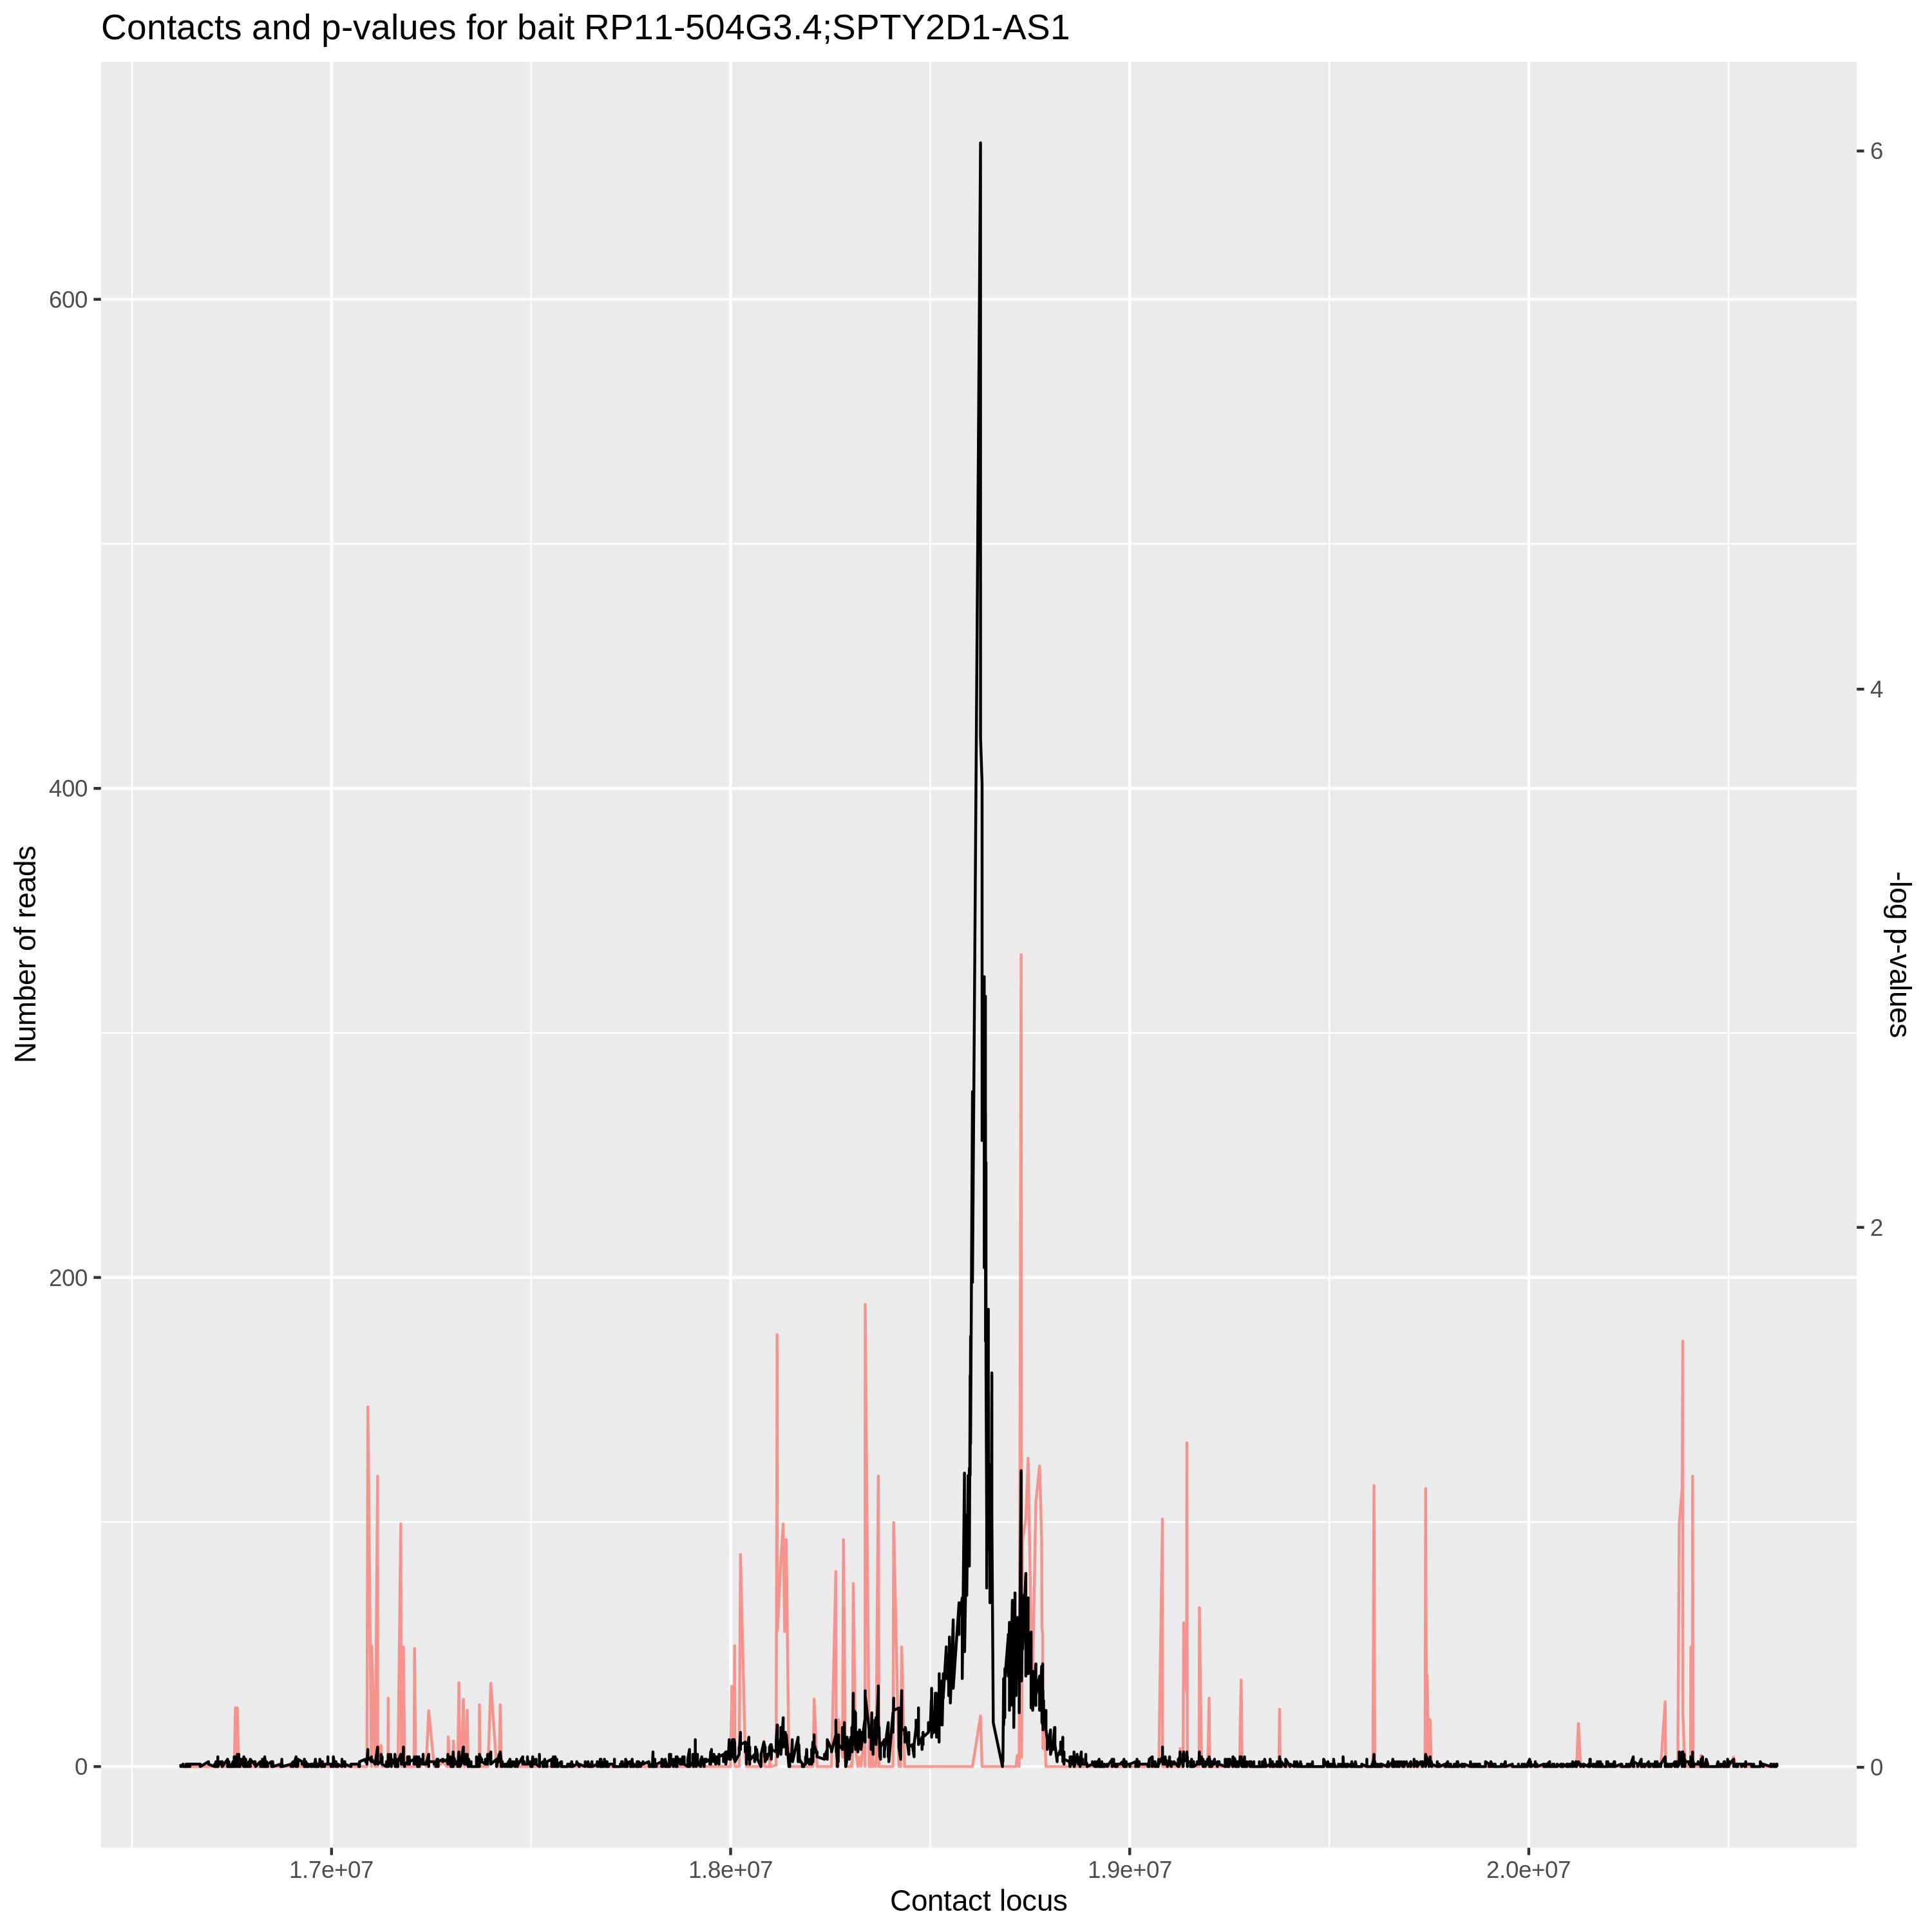 Contacts and p-values for bait RP11-504G3.4;SPTY2D1-AS1
Number of reads
600
400
200
0
6
4
2
0
-log p-values
1.7e+07
1.8e+07
1.9e+07
2.0e+07
Contact locus